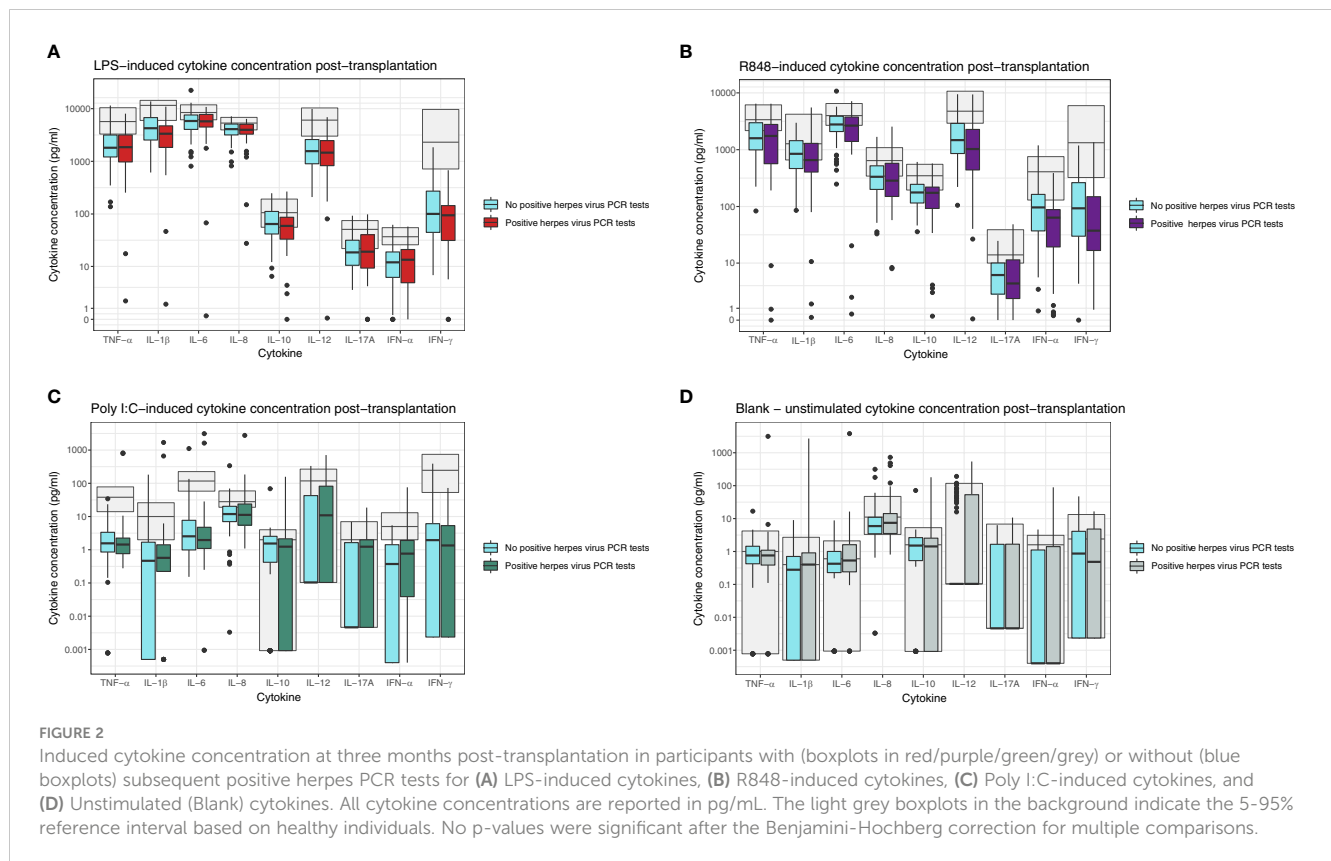 A
LPS−induced cytokine concentration post−transplantation
Cytokine concentration (pg/ml)
10000
1000
100
10
1
0
TNF−α IL−1β IL−6 IL−8 IL−10 IL−12 IL−17A IFN−α IFN−γ
Cytokine
No positive herpes virus PCR tests
Positive herpes virus PCR tests
B
R848−induced cytokine concentration post−transplantation
Cytokine concentration (pg/ml)
10000
1000
100
10
1
0
TNF−α IL−1β IL−6 IL−8 IL−10 IL−12 IL−17A IFN−α IFN−γ
Cytokine
No positive herpes virus PCR tests
Positive herpes virus PCR tests
C
Poly I:C−induced cytokine concentration post−transplantation
Cytokine concentration (pg/ml)
1000
100
10
1
0.1
0.01
0.001
TNF−α IL−1β IL−6 IL−8 IL−10 IL−12 IL−17A IFN−α IFN−γ
Cytokine
No positive herpes virus PCR tests
Positive herpes virus PCR tests
D
Blank − unstimulated cytokine concentration post−transplantation
Cytokine concentration (pg/ml)
1000
100
10
1
0.1
0.01
0.001
TNF−α IL−1β IL−6 IL−8 IL−10 IL−12 IL−17A IFN−α IFN−γ
Cytokine
No positive herpes virus PCR tests
Positive herpes virus PCR tests
FIGURE 2
Induced cytokine concentration at three months post-transplantation in participants with (boxplots in red/purple/green/grey) or without (blue
boxplots) subsequent positive herpes PCR tests for (A) LPS-induced cytokines, (B) R848-induced cytokines, (C) Poly I:C-induced cytokines, and
(D) Unstimulated (Blank) cytokines. All cytokine concentrations are reported in pg/mL. The light grey boxplots in the background indicate the 5-95%
reference interval based on healthy individuals. No p-values were significant after the Benjamini-Hochberg correction for multiple comparisons.